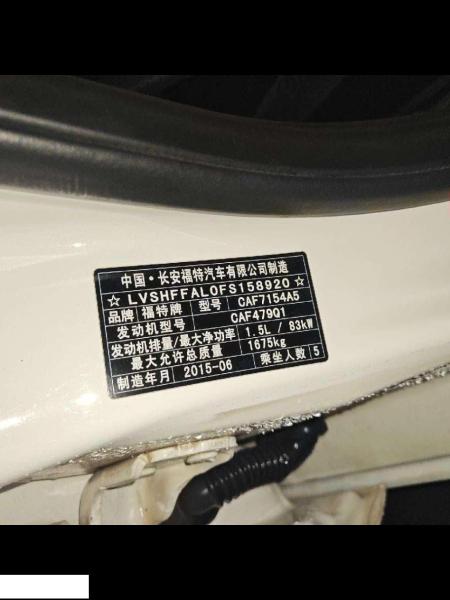 中国·长安福特汽车有限公司制造
☆ LVSHFFAL0FS158920 ☆
品牌 福特牌 型号 CAF7154A5
发动机型号 CAF479Q1
发动机排量/最大净功率 1.5L / 83kW
最大允许总质量 1675kg
制造年月 2015-06 乘坐人数 5